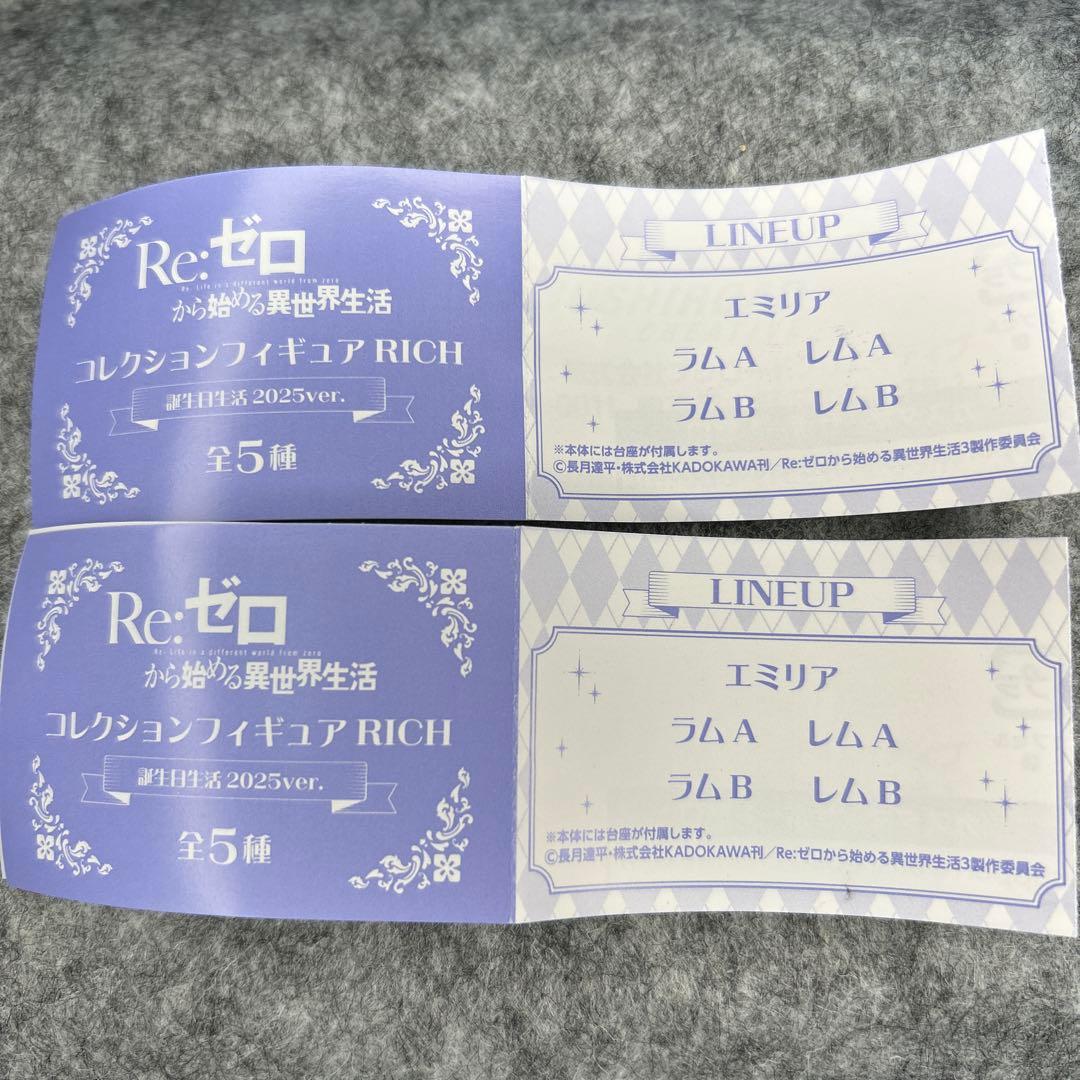 Re:ゼロ
Re: Life in a different world from zero
から始める異世界生活
コレクションフィギュアRICH
誕生日生活 2025ver.
全5種
LINEUP
エミリア
ラムA レムA
ラムB レムB
※本体には台座が付属します。
©長月達平・株式会社KADOKAWA刊／Re:ゼロから始める異世界生活3製作委員会
Re:ゼロ
Re: Life in a different world from zero
から始める異世界生活
コレクションフィギュアRICH
誕生日生活 2025ver.
全5種
LINEUP
エミリア
ラムA レムA
ラムB レムB
※本体には台座が付属します。
©長月達平・株式会社KADOKAWA刊／Re:ゼロから始める異世界生活3製作委員会